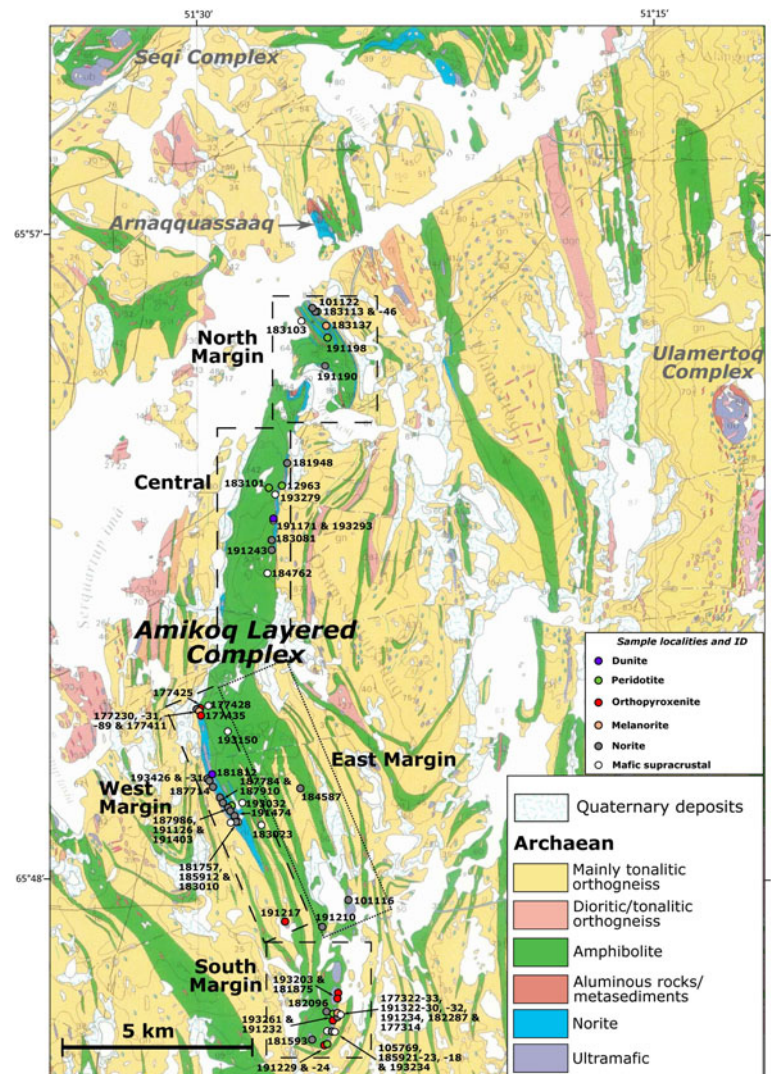 51°30'
51°15'
Seqi Complex
Arnaqquassaaq
65°57'
101122
183113 & -46
183103
183137
North
Margin
191198
191190
Ulamertoq
Complex
Central
181948
183101
12963
193279
191171 & 193293
183081
191243
184762
Amikoq Layered
Complex
Sample localities and ID
Dunite
Peridotite
Orthopyroxenite
Melanorite
Norite
Mafic supracrustal
177425
177428
177230, -31,
-89 & 177411
177435
193150
East Margin
193426 & -31
181812
187714
187784 &
187910
West
Margin
193032
191474
184587
187986,
191126 &
191403
183023
181757,
185912 &
183010
65°48'
101116
191217
191210
South
Margin
193203 &
181875
182096
177322-33,
191322-30, -32,
191234, 182287 &
177314
193261 &
191232
181593
105769,
185921-23, -18
& 193234
191229 & -24
5 km
Quaternary deposits
Archaean
Mainly tonalitic
orthogneiss
Dioritic/tonalitic
orthogneiss
Amphibolite
Aluminous rocks/
metasediments
Norite
Ultramafic